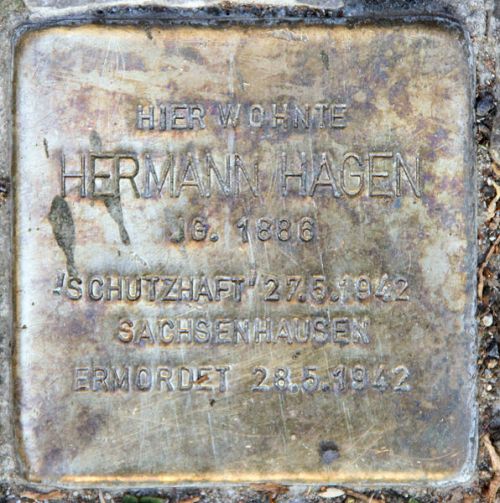 HIER WOHNTE
HERMANN HAGEN
JG. 1886
'SCHUTZHAFT' 27.5.1942
SACHSENHAUSEN
ERMORDET 28.5.1942